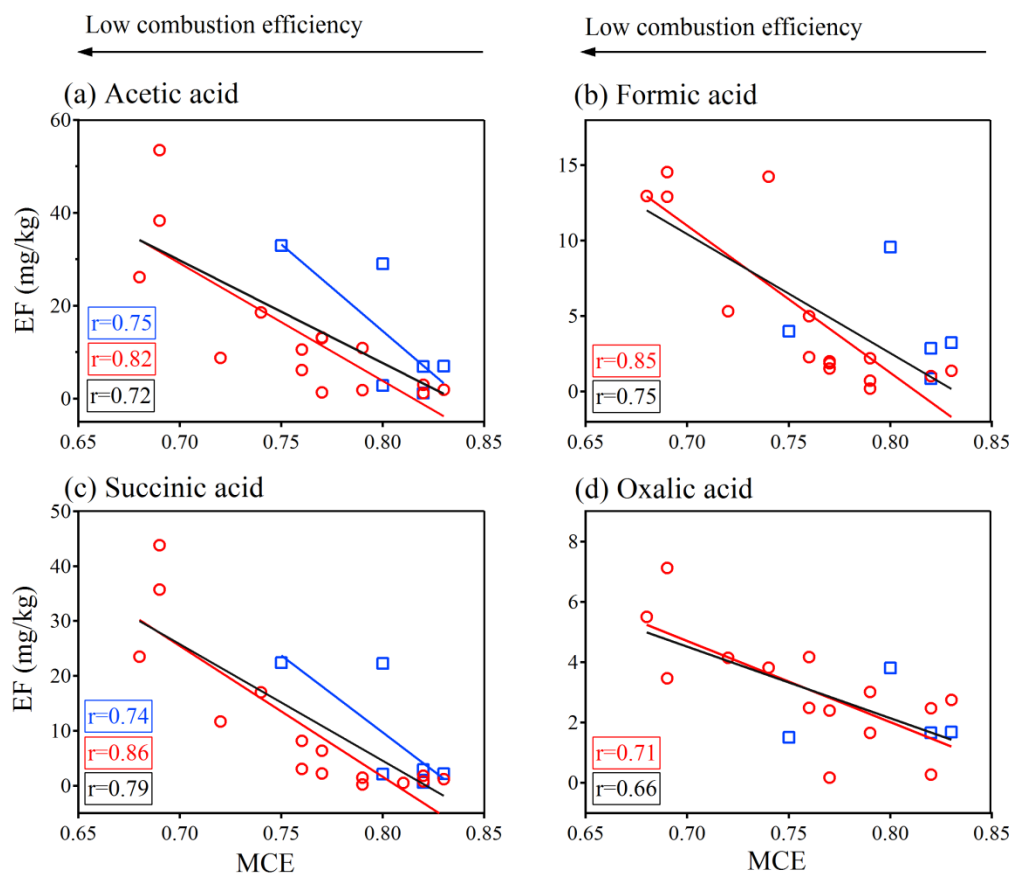 Low combustion efficiency
Low combustion efficiency
(a) Acetic acid
60
40
20
0
EF (mg/kg)
r=0.75
r=0.82
r=0.72
0.65 0.70 0.75 0.80 0.85
(b) Formic acid
15
10
5
0
r=0.85
r=0.75
0.65 0.70 0.75 0.80 0.85
(c) Succinic acid
50
40
30
20
10
0
EF (mg/kg)
r=0.74
r=0.86
r=0.79
0.65 0.70 0.75 0.80 0.85
MCE
(d) Oxalic acid
8
6
4
2
0
r=0.71
r=0.66
0.65 0.70 0.75 0.80 0.85
MCE